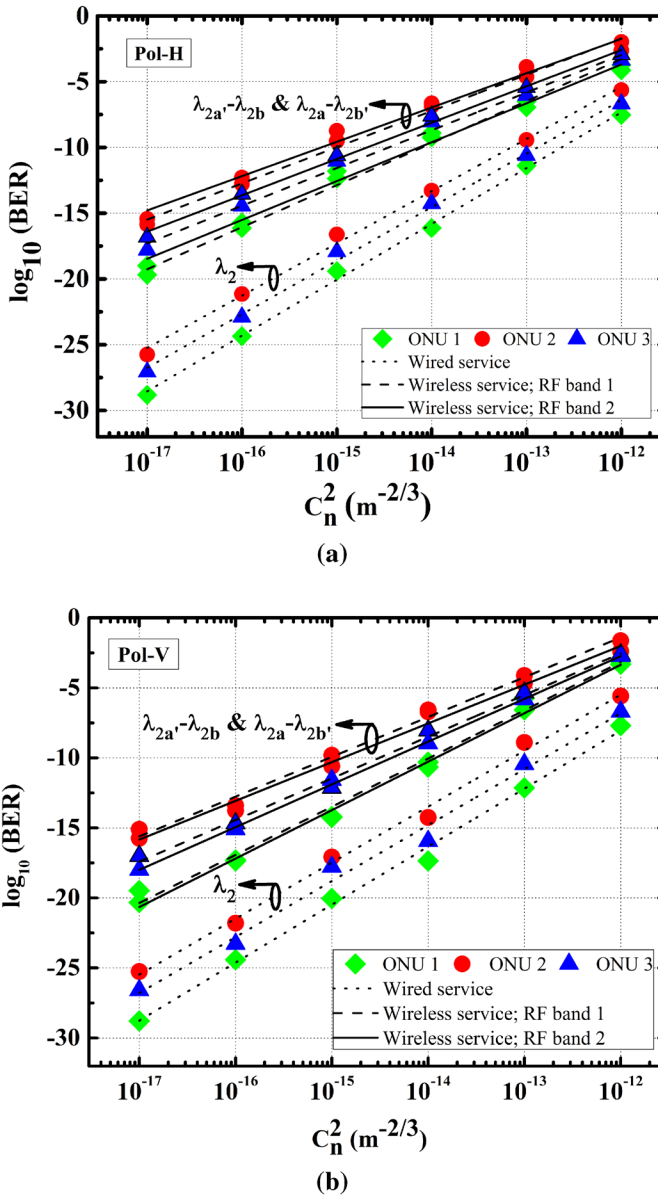 (a)
Pol-H
0
-5
-10
-15
-20
-25
-30
log10 (BER)
λ2a'-λ2b & λ2a-λ2b'
λ2
ONU 1 ONU 2 ONU 3
Wired service
Wireless service; RF band 1
Wireless service; RF band 2
10^-17 10^-16 10^-15 10^-14 10^-13 10^-12
C_n^2 (m^-2/3)
(a)
Pol-V
0
-5
-10
-15
-20
-25
-30
log10 (BER)
λ2a'-λ2b & λ2a-λ2b'
λ2
ONU 1 ONU 2 ONU 3
Wired service
Wireless service; RF band 1
Wireless service; RF band 2
10^-17 10^-16 10^-15 10^-14 10^-13 10^-12
C_n^2 (m^-2/3)
(b)